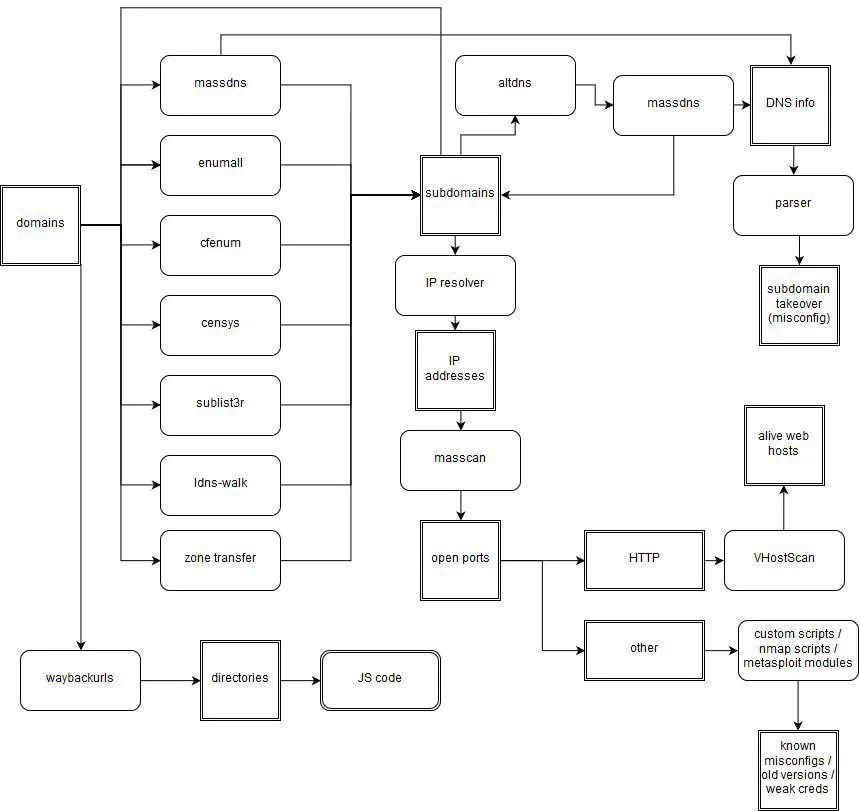 massdns
altdns
massdns
DNS info
enumall
domains
subdomains
parser
cfenum
IP resolver
subdomain
takeover
(misconfig)
censys
IP
addresses
sublist3r
alive web
hosts
masscan
ldns-walk
zone transfer
open ports
HTTP
VHostScan
waybackurls
directories
JS code
other
custom scripts /
nmap scripts /
metasploit modules
known
misconfigs /
old versions /
weak creds